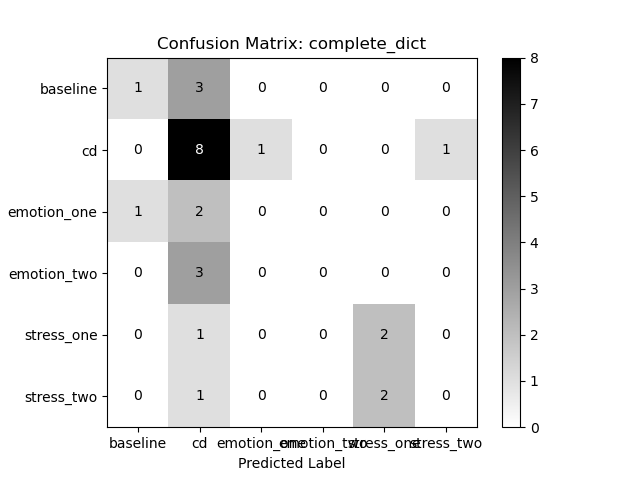 Confusion Matrix: complete_dict
8
baseline 1 3 0 0 0 0
7
cd 0 8 1 0 0 1
6
5
emotion_one 1 2 0 0 0 0
4
emotion_two 0 3 0 0 0 0
3
stress_one 0 1 0 0 2 0
2
stress_two 0 1 0 0 2 0
1
0
baseline cd emotion_one emotion_two stress_one stress_two
Predicted Label